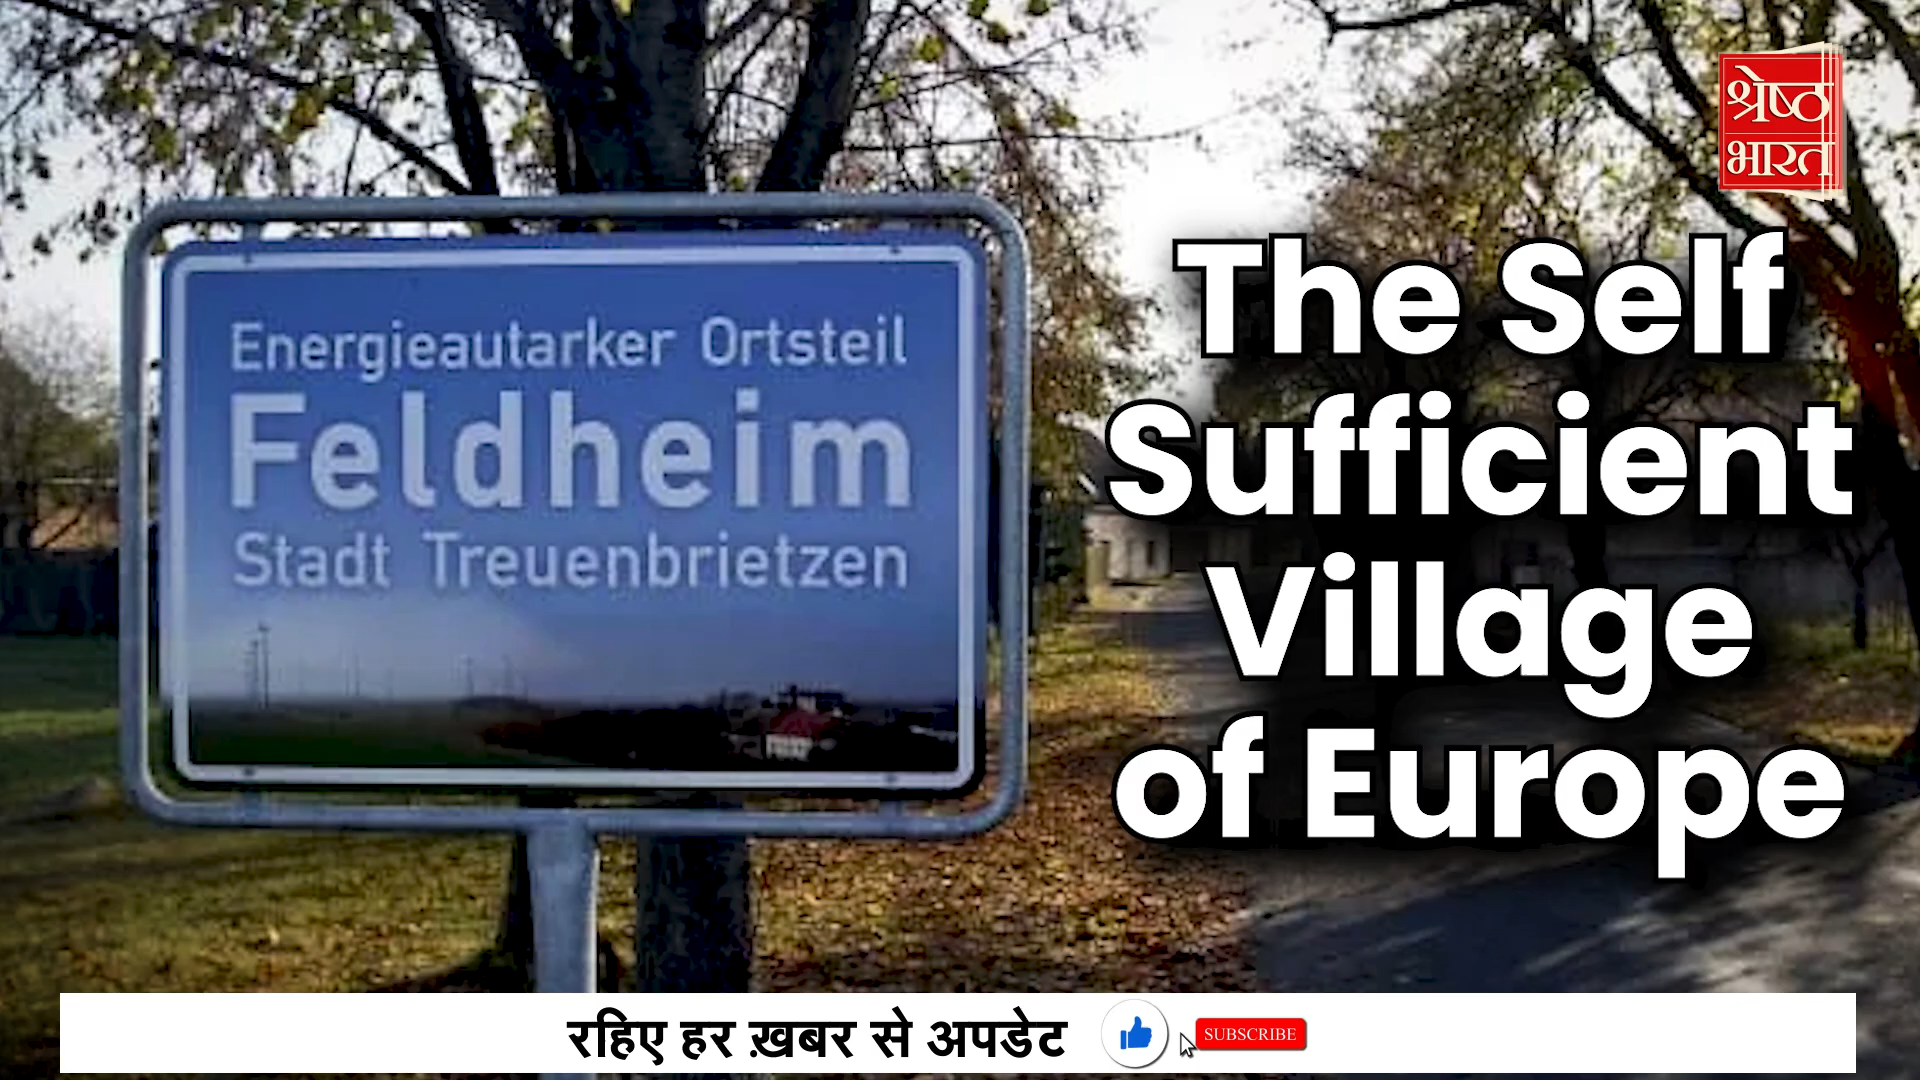 श्रेष्ठ
भारत
Energieautarker Ortsteil
Feldheim
Stadt Treuenbrietzen
The Self
Sufficient
Village
of Europe
रहिए हर ख़बर से अपडेट
SUBSCRIBE